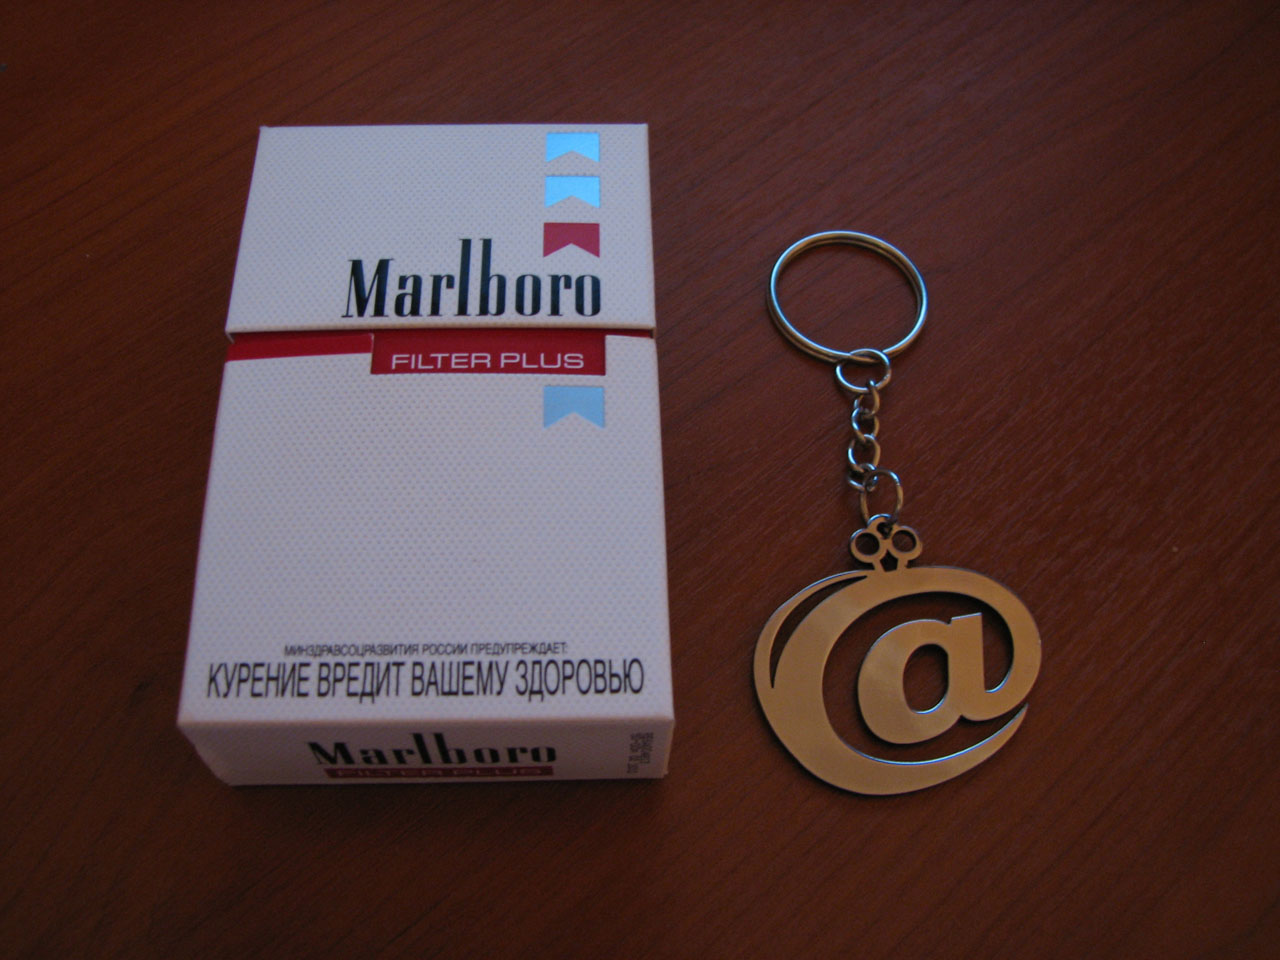 Marlboro
FILTER PLUS
МИНЗДРАВСОЦРАЗВИТИЯ РОССИИ ПРЕДУПРЕЖДАЕТ:
КУРЕНИЕ ВРЕДИТ ВАШЕМУ ЗДОРОВЬЮ
Marlboro
FILTER PLUS
@